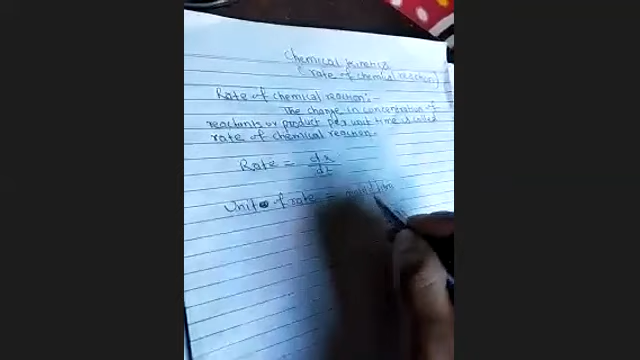 Chemical kinetics
(rate of chemical reaction)
Rate of chemical reaction:-
The change in concentration of
reactants or product per unit time is called
rate of chemical reaction.
Rate = dx/dt
Unit of rate =